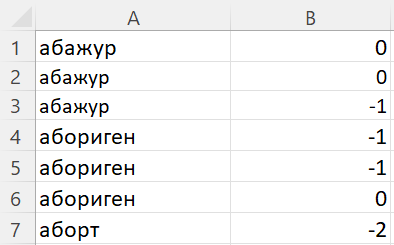 A B
1 абажур 0
2 абажур 0
3 абажур -1
4 абориген -1
5 абориген -1
6 абориген 0
7 аборт -2